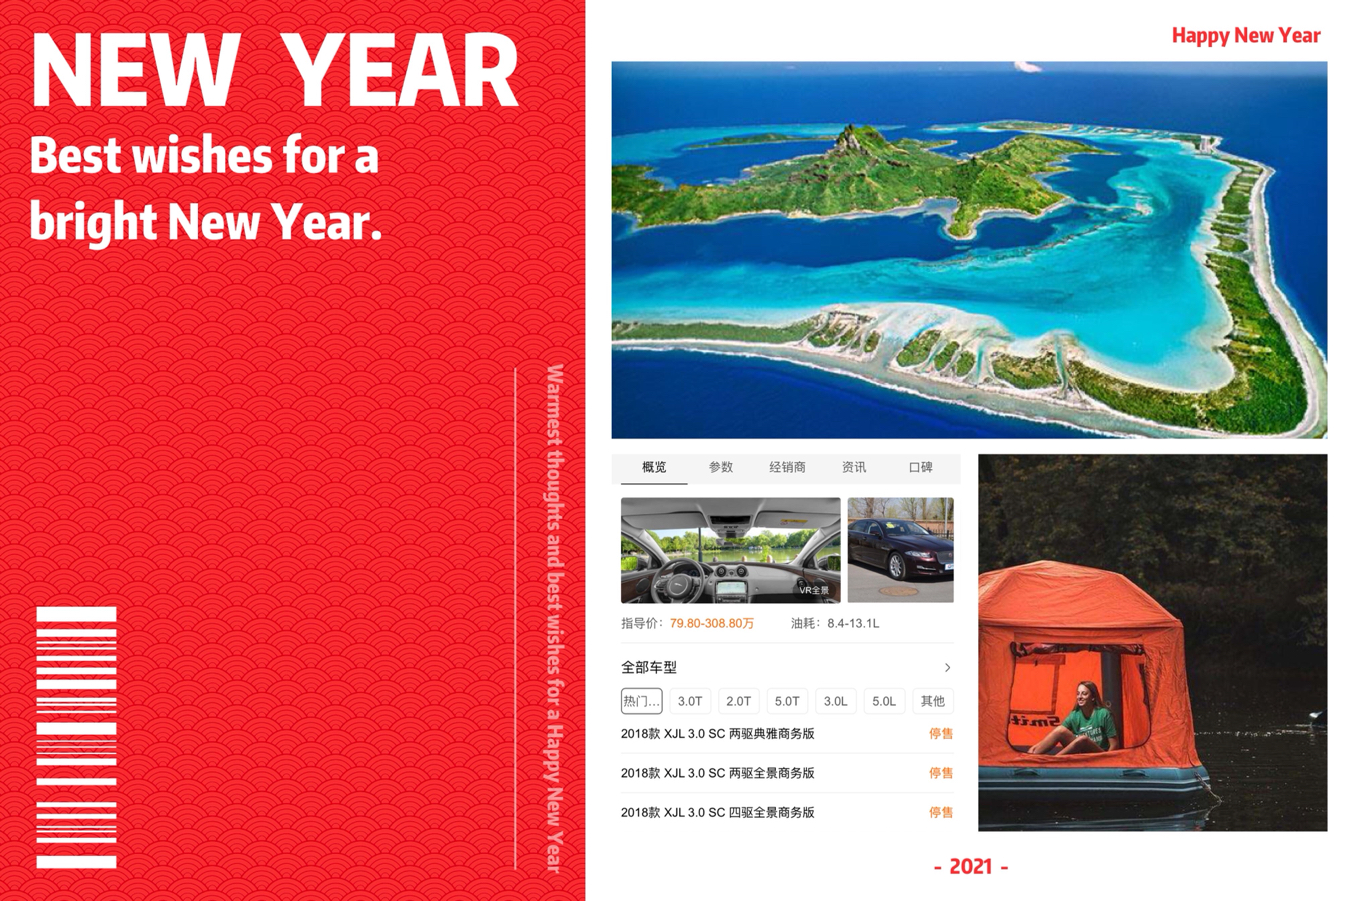 NEW YEAR
Best wishes for a
bright New Year.
Warmest thoughts and best wishes for a Happy New Year
Happy New Year
概览 参数 经销商 资讯 口碑
VR全景
指导价：79.80-308.80万 油耗：8.4-13.1L
全部车型
热门... 3.0T 2.0T 5.0T 3.0L 5.0L 其他
2018款 XJL 3.0 SC 两驱典雅商务版 停售
2018款 XJL 3.0 SC 两驱全景商务版 停售
2018款 XJL 3.0 SC 四驱全景商务版 停售
- 2021 -